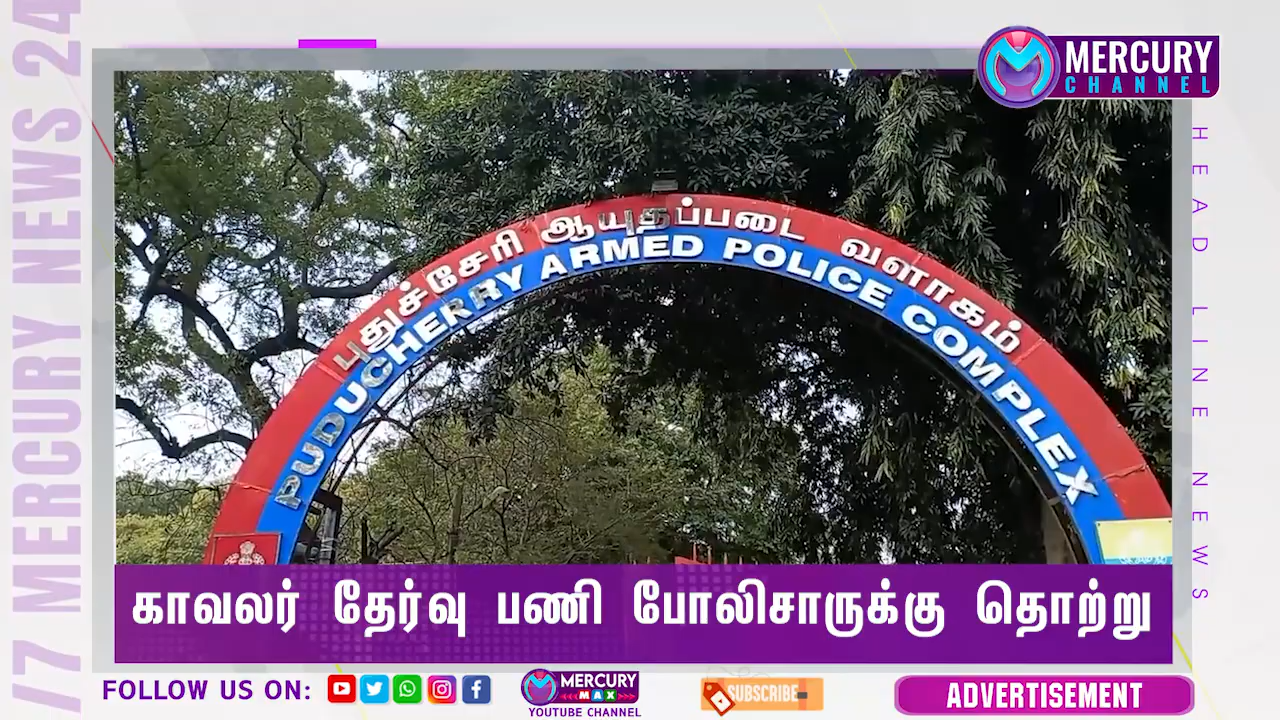 MERCURY
CHANNEL
/7 MERCURY NEWS 24
HEAD LINE NEWS
புதுச்சேரி ஆயுதப்படை வளாகம்
PUDUCHERRY ARMED POLICE COMPLEX
காவலர் தேர்வு பணி போலிசாருக்கு தொற்று
FOLLOW US ON:
MERCURY
MAX
YOUTUBE CHANNEL
SUBSCRIBE
ADVERTISEMENT